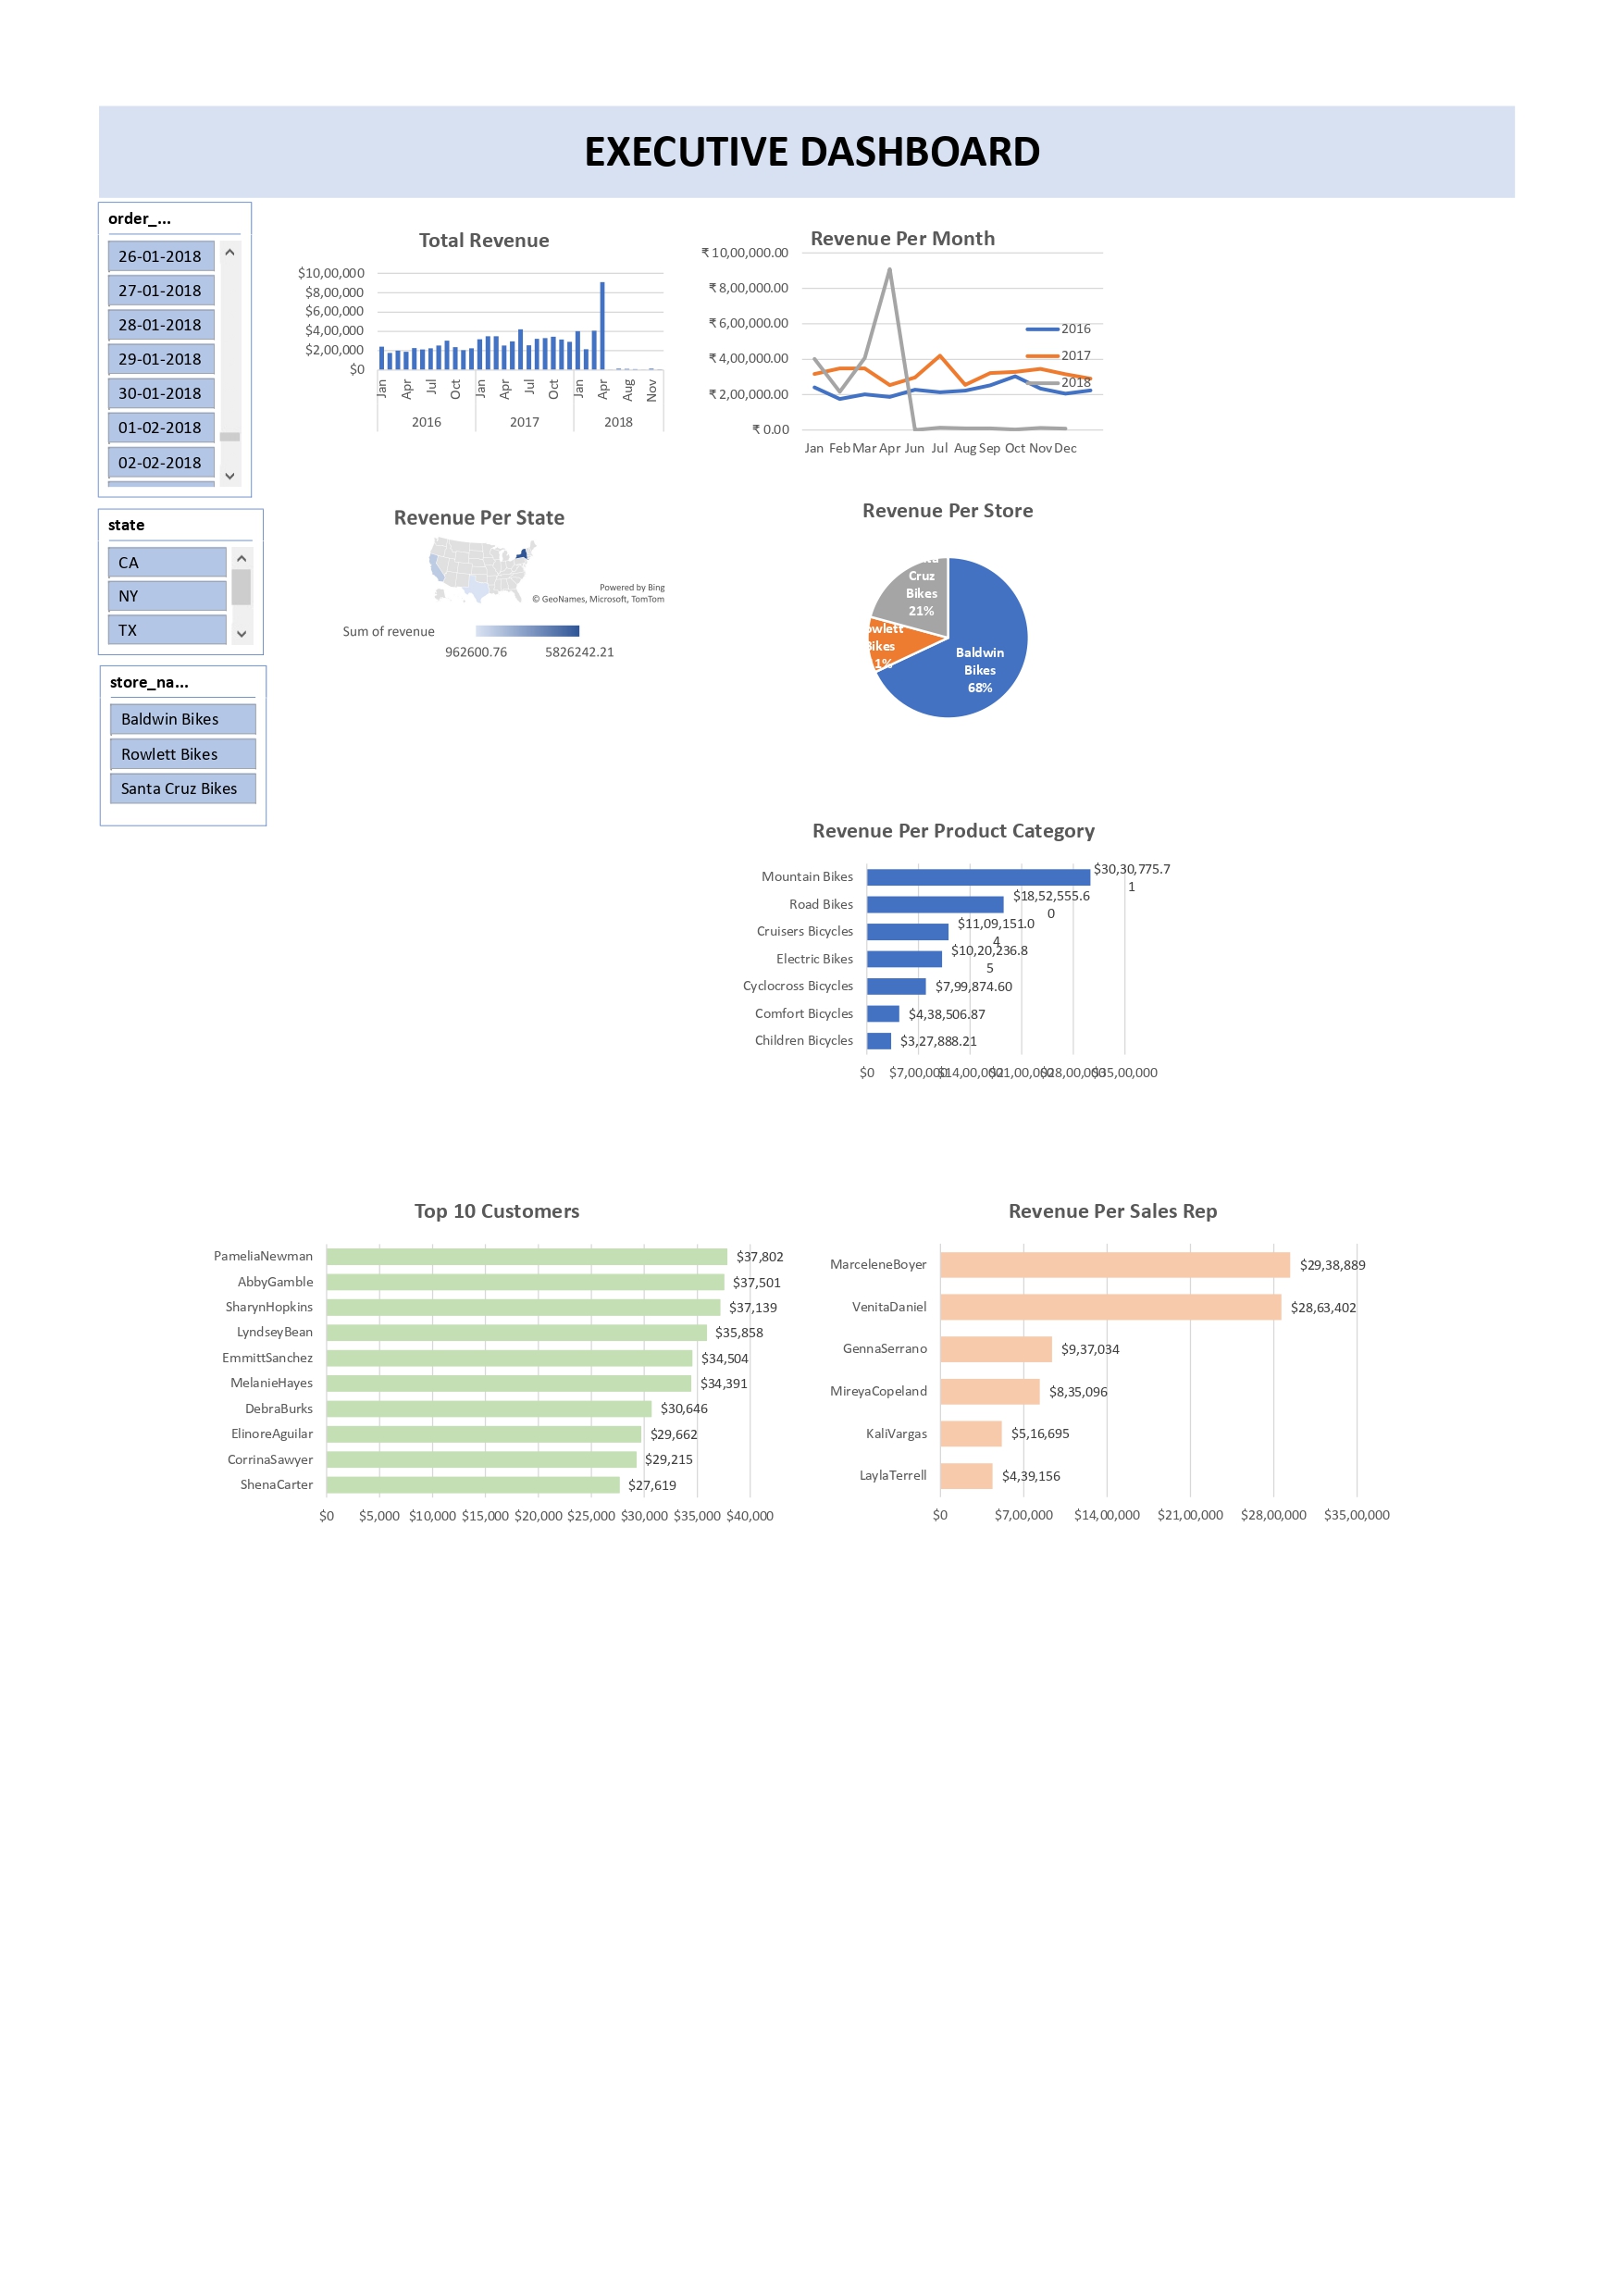 EXECUTIVE DASHBOARD
order_...
26-01-2018
27-01-2018
28-01-2018
29-01-2018
30-01-2018
01-02-2018
02-02-2018
state
CA
NY
TX
store_na...
Baldwin Bikes
Rowlett Bikes
Santa Cruz Bikes
Total Revenue
$10,00,000
$8,00,000
$6,00,000
$4,00,000
$2,00,000
$0
Jan Apr Jul Oct Jan Apr Jul Oct Jan Apr Aug Nov
2016 2017 2018
Revenue Per Month
₹ 10,00,000.00
₹ 8,00,000.00
₹ 6,00,000.00
₹ 4,00,000.00
₹ 2,00,000.00
₹ 0.00
2016
2017
2018
Jan Feb Mar Apr Jun Jul Aug Sep Oct Nov Dec
Revenue Per State
Powered by Bing
© GeoNames, Microsoft, TomTom
Sum of revenue
962600.76 5826242.21
Revenue Per Store
Cruz
Bikes
21%
Baldwin
Bikes
68%
Revenue Per Product Category
Mountain Bikes $30,30,775.7
1
Road Bikes $18,52,555.6
0
Cruisers Bicycles $11,09,151.0
4
Electric Bikes $10,20,236.8
5
Cyclocross Bicycles $7,99,874.60
Comfort Bicycles $4,38,506.87
Children Bicycles $3,27,888.21
$0 $7,00,000 $14,00,000 $21,00,000 $28,00,000 $35,00,000
Top 10 Customers
PameliaNewman $37,802
AbbyGamble $37,501
SharynHopkins $37,139
LyndseyBean $35,858
EmmittSanchez $34,504
MelanieHayes $34,391
DebraBurks $30,646
ElinoreAguilar $29,662
CorrinaSawyer $29,215
ShenaCarter $27,619
$0 $5,000 $10,000 $15,000 $20,000 $25,000 $30,000 $35,000 $40,000
Revenue Per Sales Rep
MarceleneBoyer $29,38,889
VenitaDaniel $28,63,402
GennaSerrano $9,37,034
MireyaCopeland $8,35,096
KaliVargas $5,16,695
LaylaTerrell $4,39,156
$0 $7,00,000 $14,00,000 $21,00,000 $28,00,000 $35,00,000